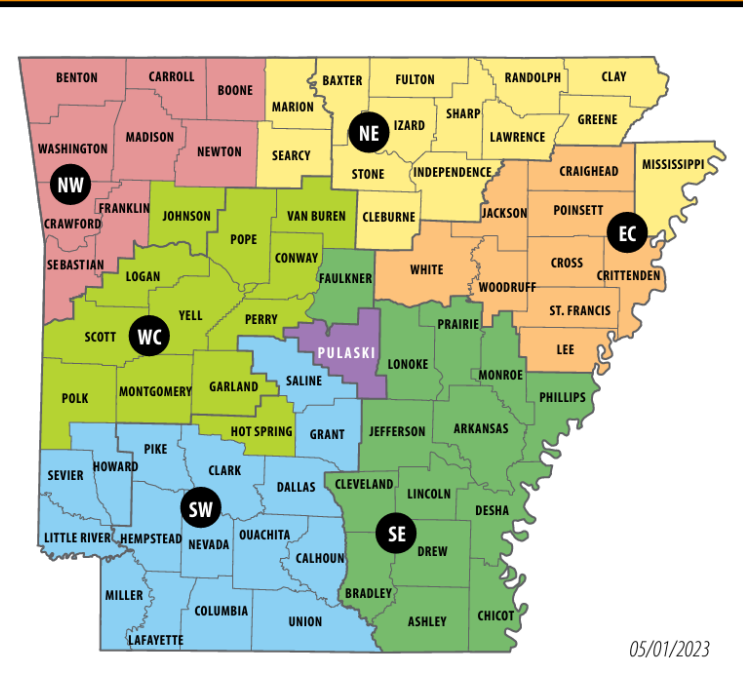 BENTON
CARROLL
BOONE
MARION
BAXTER
FULTON
RANDOLPH
CLAY
WASHINGTON
MADISON
NEWTON
SEARCY
NE
IZARD
SHARP
LAWRENCE
GREENE
NW
STONE
INDEPENDENCE
CRAIGHEAD
MISSISSIPPI
CRAWFORD
FRANKLIN
JOHNSON
POPE
VAN BUREN
CLEBURNE
JACKSON
POINSETT
EC
SEBASTIAN
LOGAN
CONWAY
FAULKNER
WHITE
WOODRUFF
CROSS
CRITTENDEN
SCOTT
WC
YELL
PERRY
PULASKI
LONOKE
PRAIRIE
ST. FRANCIS
LEE
POLK
MONTGOMERY
GARLAND
SALINE
MONROE
PHILLIPS
HOT SPRING
GRANT
JEFFERSON
ARKANSAS
SEVIER
HOWARD
PIKE
CLARK
DALLAS
CLEVELAND
LINCOLN
DESHA
LITTLE RIVER
HEMPSTEAD
SW
NEVADA
OUACHITA
CALHOUN
SE
DREW
MILLER
LAFAYETTE
COLUMBIA
UNION
BRADLEY
ASHLEY
CHICOT
05/01/2023